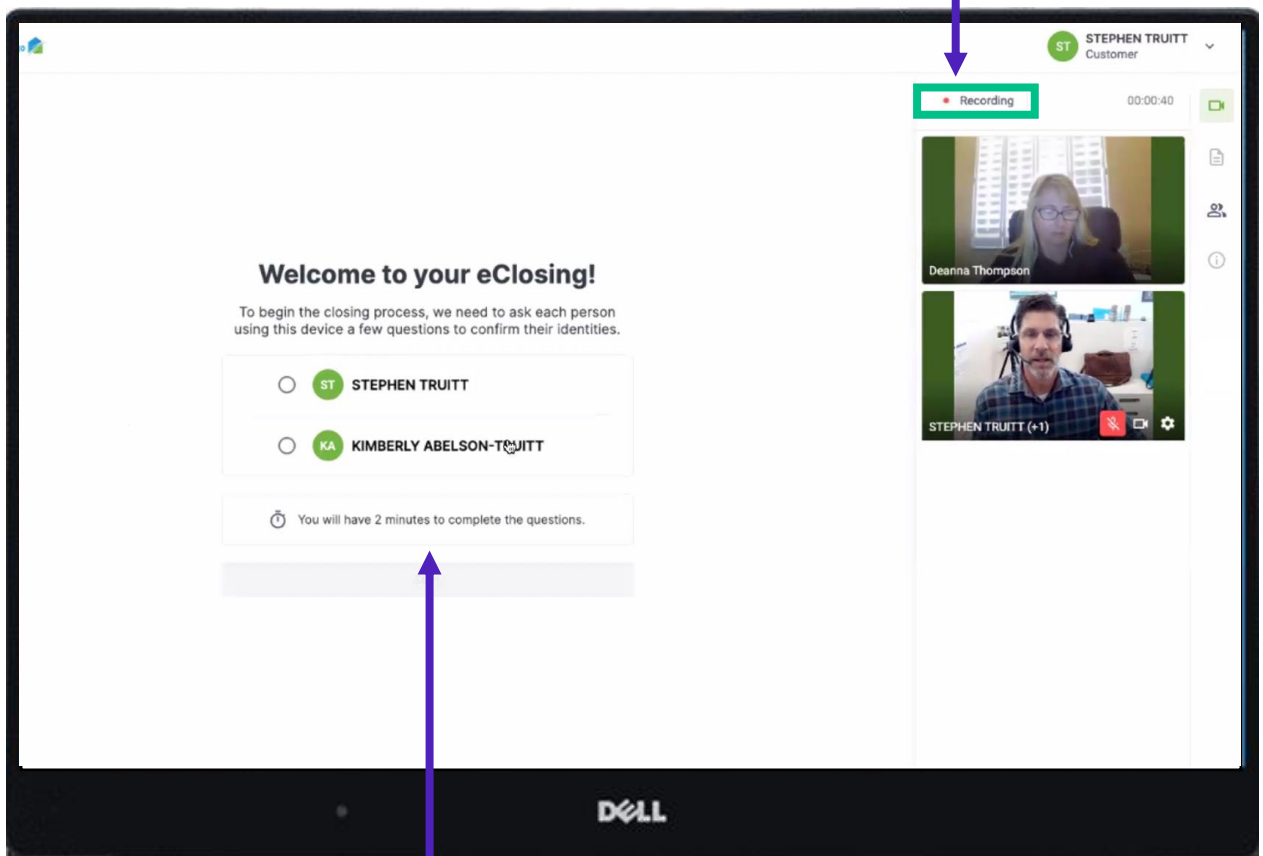 ST
STEPHEN TRUITT
Customer
Recording
00:00:40
Deanna Thompson
STEPHEN TRUITT (+1)
Welcome to your eClosing!
To begin the closing process, we need to ask each person
using this device a few questions to confirm their identities.
ST STEPHEN TRUITT
KA KIMBERLY ABELSON-TRUITT
You will have 2 minutes to complete the questions.
DELL